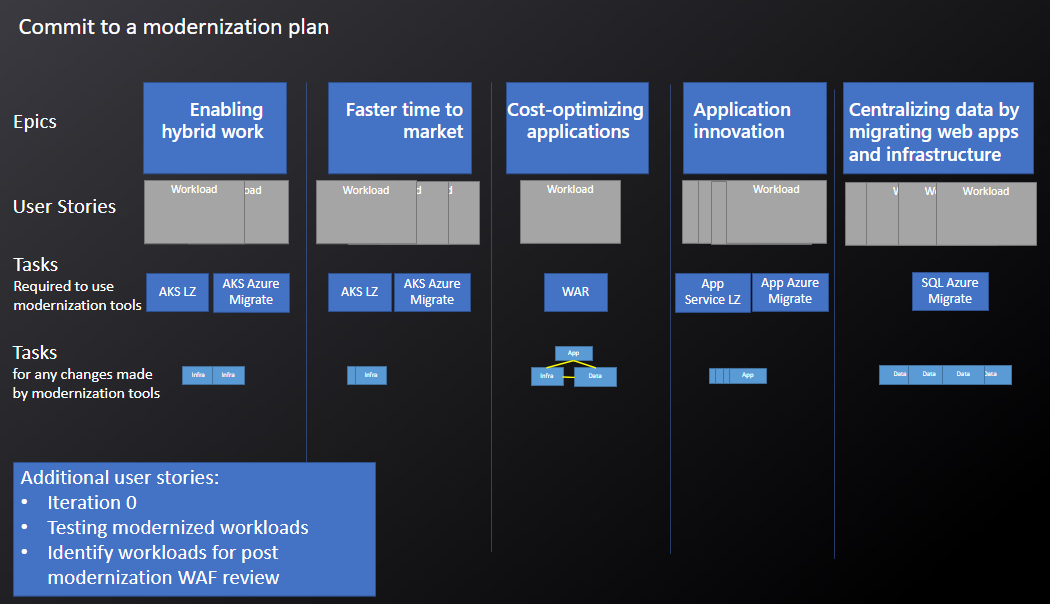 Commit to a modernization plan
Epics
Enabling
hybrid work
Faster time to
market
Cost-optimizing
applications
Application
innovation
Centralizing data by
migrating web apps
and infrastructure
User Stories
Workload
Workload
Workload
Workload
Workload
Tasks
Required to use
modernization tools
AKS LZ
AKS Azure
Migrate
AKS LZ
AKS Azure
Migrate
WAR
App
Service LZ
App Azure
Migrate
SQL Azure
Migrate
Tasks
for any changes made
by modernization tools
Infra
Infra
Infra
App
Infra
Data
App
Data
Data
Data
Data
Additional user stories:
• Iteration 0
• Testing modernized workloads
• Identify workloads for post
modernization WAF review